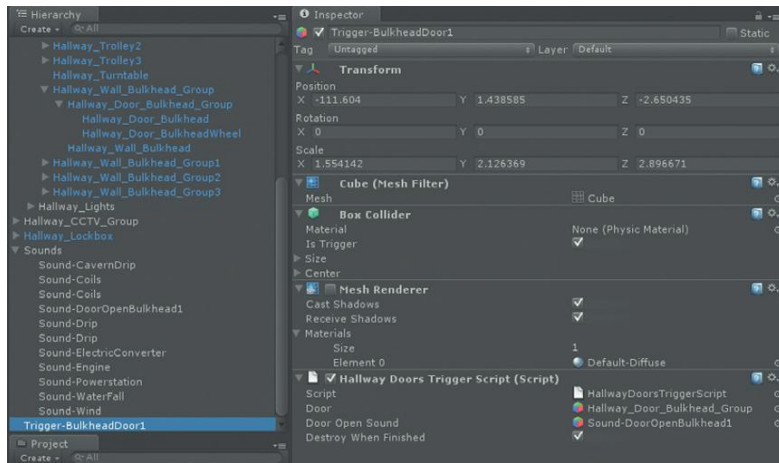 Hierarchy
Create
All
Hallway_Trolley2
Hallway_Trolley3
Hallway_Turntable
Hallway_Wall_Bulkhead_Group
Hallway_Door_Bulkhead_Group
Hallway_Door_Bulkhead
Hallway_Door_BulkheadWheel
Hallway_Wall_Bulkhead
Hallway_Wall_Bulkhead_Group1
Hallway_Wall_Bulkhead_Group2
Hallway_Wall_Bulkhead_Group3
Hallway_Lights
Hallway_CCTV_Group
Hallway_Lockbox
Sounds
Sound-CavernDrip
Sound-Coils
Sound-Coils
Sound-DoorOpenBulkhead1
Sound-Drip
Sound-Drip
Sound-ElectricConverter
Sound-Engine
Sound-Powerstation
Sound-WaterFall
Sound-Wind
Trigger-BulkheadDoor1
Project
Create
All
Inspector
Trigger-BulkheadDoor1 Static
Tag Untagged Layer Default
Transform
Position
X -111.604 Y 1.438585 Z -2.650435
Rotation
X 0 Y 0 Z 0
Scale
X 1.554142 Y 2.126369 Z 2.896671
Cube (Mesh Filter)
Mesh Cube
Box Collider
Material None (Physic Material)
Is Trigger
Size
Center
Mesh Renderer
Cast Shadows
Receive Shadows
Materials
Size 1
Element 0 Default-Diffuse
Hallway Doors Trigger Script (Script)
Script HallwayDoorsTriggerScript
Door Hallway_Door_Bulkhead_Group
Door Open Sound Sound-DoorOpenBulkhead1
Destroy When Finished